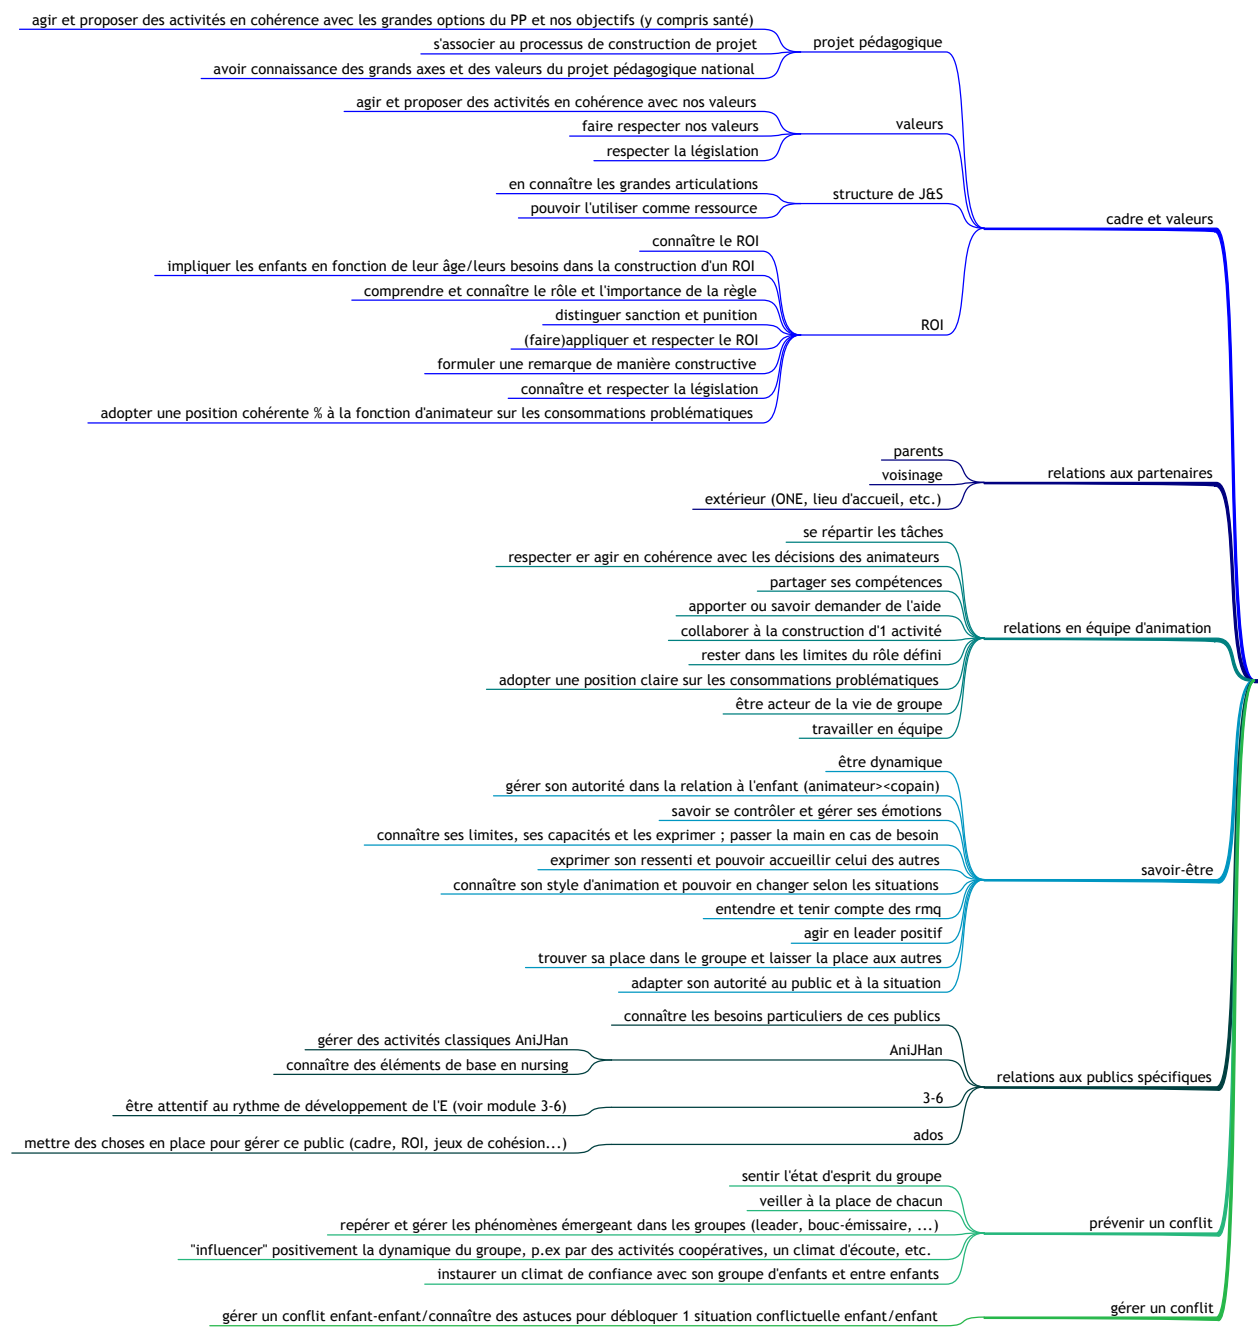 agir et proposer des activités en cohérence avec les grandes options du PP et nos objectifs (y compris santé)
s'associer au processus de construction de projet
projet pédagogique
avoir connaissance des grands axes et des valeurs du projet pédagogique national
agir et proposer des activités en cohérence avec nos valeurs
faire respecter nos valeurs
valeurs
respecter la législation
en connaître les grandes articulations
structure de J&S
pouvoir l'utiliser comme ressource
cadre et valeurs
connaître le ROI
impliquer les enfants en fonction de leur âge/leurs besoins dans la construction d'un ROI
comprendre et connaître le rôle et l'importance de la règle
distinguer sanction et punition
ROI
(faire)appliquer et respecter le ROI
formuler une remarque de manière constructive
connaître et respecter la législation
adopter une position cohérente % à la fonction d'animateur sur les consommations problématiques
parents
voisinage
relations aux partenaires
extérieur (ONE, lieu d'accueil, etc.)
se répartir les tâches
respecter er agir en cohérence avec les décisions des animateurs
partager ses compétences
apporter ou savoir demander de l'aide
collaborer à la construction d'1 activité
relations en équipe d'animation
rester dans les limites du rôle défini
adopter une position claire sur les consommations problématiques
être acteur de la vie de groupe
travailler en équipe
être dynamique
gérer son autorité dans la relation à l'enfant (animateur><copain)
savoir se contrôler et gérer ses émotions
connaître ses limites, ses capacités et les exprimer ; passer la main en cas de besoin
exprimer son ressenti et pouvoir accueillir celui des autres
savoir-être
connaître son style d'animation et pouvoir en changer selon les situations
entendre et tenir compte des rmq
agir en leader positif
trouver sa place dans le groupe et laisser la place aux autres
adapter son autorité au public et à la situation
connaître les besoins particuliers de ces publics
gérer des activités classiques AniJHan
AniJHan
connaître des éléments de base en nursing
relations aux publics spécifiques
3-6
être attentif au rythme de développement de l'E (voir module 3-6)
ados
mettre des choses en place pour gérer ce public (cadre, ROI, jeux de cohésion...)
sentir l'état d'esprit du groupe
veiller à la place de chacun
repérer et gérer les phénomènes émergeant dans les groupes (leader, bouc-émissaire, ...)
prévenir un conflit
"influencer" positivement la dynamique du groupe, p.ex par des activités coopératives, un climat d'écoute, etc.
instaurer un climat de confiance avec son groupe d'enfants et entre enfants
gérer un conflit
gérer un conflit enfant-enfant/connaître des astuces pour débloquer 1 situation conflictuelle enfant/enfant